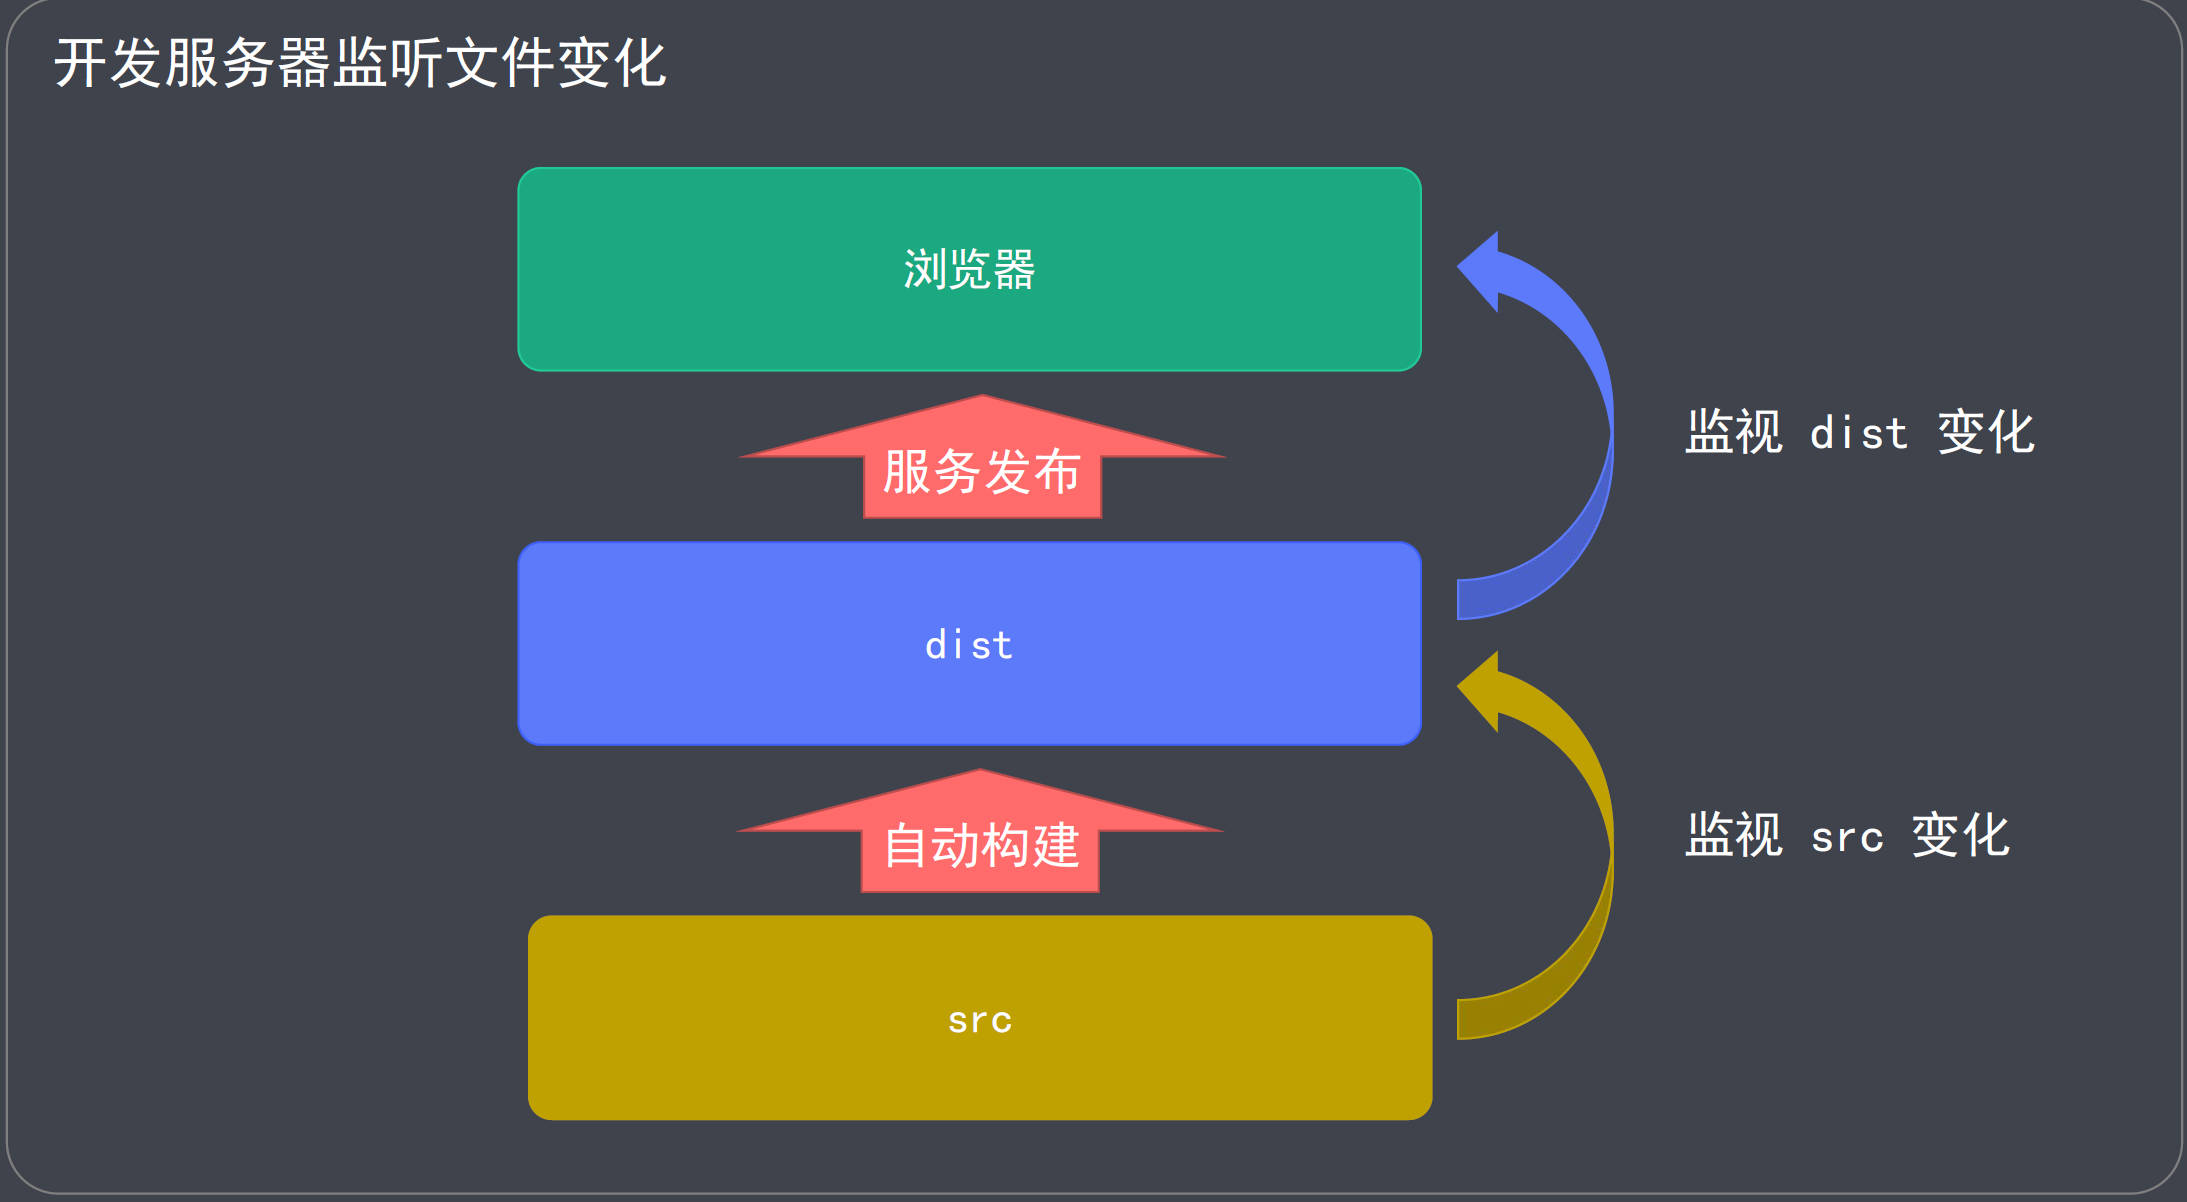 开发服务器监听文件变化
浏览器
服务发布
监视 dist 变化
dist
自动构建
监视 src 变化
src